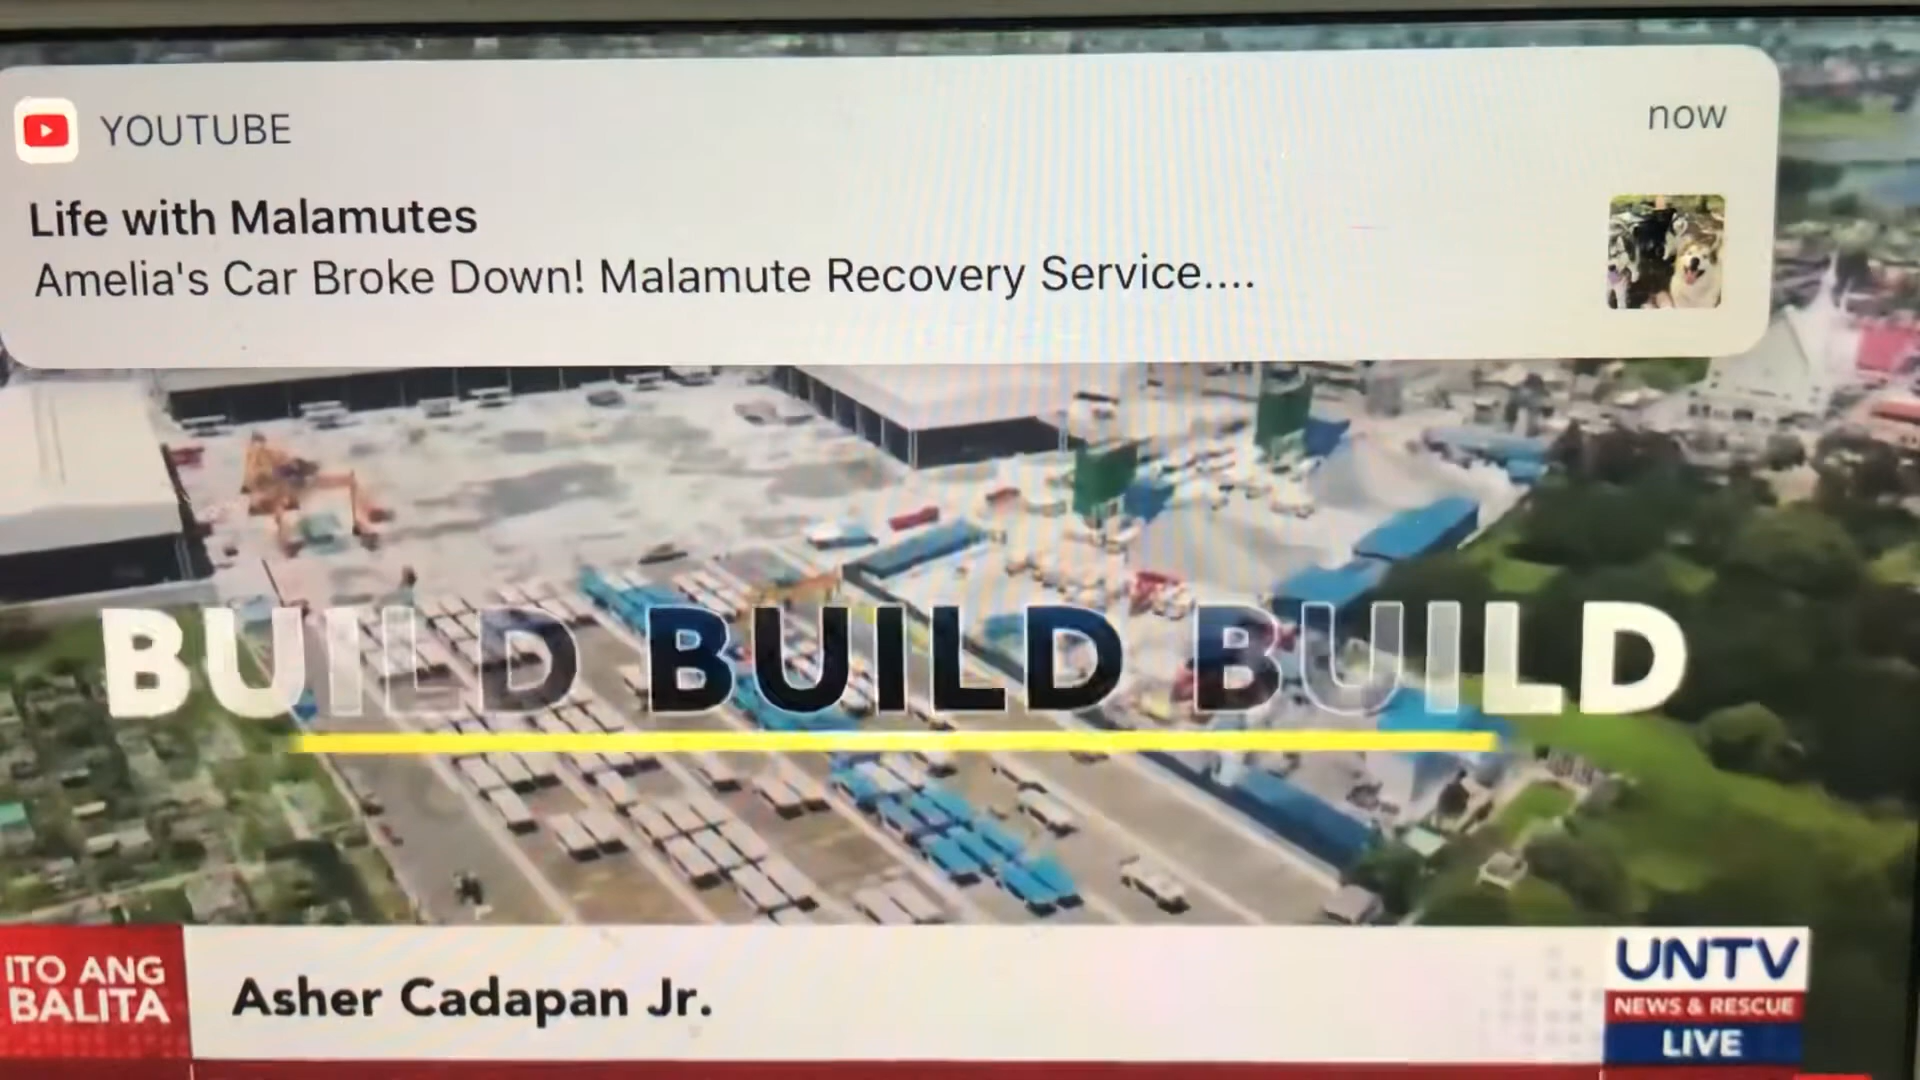 YOUTUBE
now
Life with Malamutes
Amelia's Car Broke Down! Malamute Recovery Service....
BUILD BUILD BUILD
ITO ANG
BALITA
Asher Cadapan Jr.
UNTV
NEWS & RESCUE
LIVE